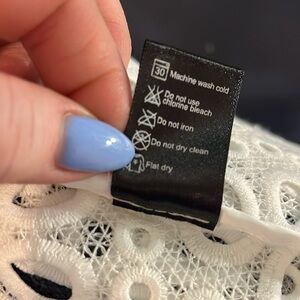 30 Machine wash cold
Do not use
chlorine bleach
Do not iron
Do not dry clean
Flat dry